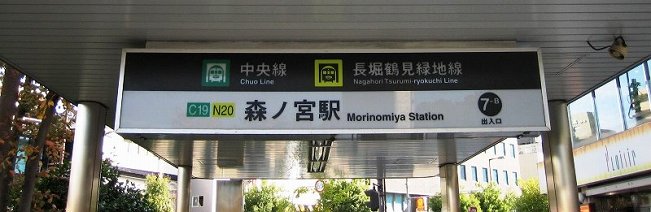 中央線 長堀鶴見緑地線
Chuo Line Nagahori Tsurumi-ryokuchi Line
C19 N20 森ノ宮駅 Morinomiya Station 7-B
出入口